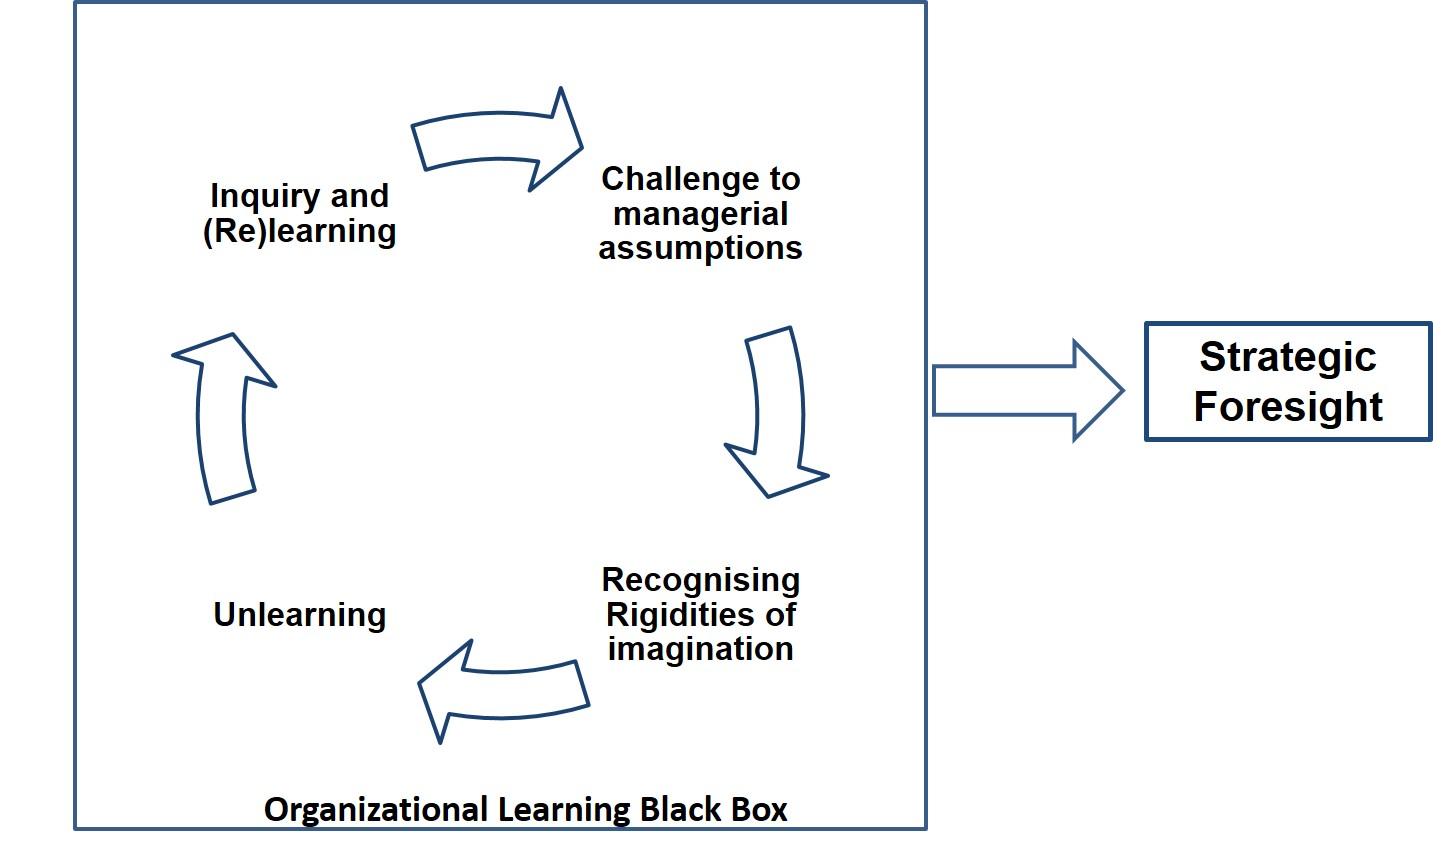 Inquiry and
(Re)learning
Challenge to
managerial
assumptions
Strategic
Foresight
Recognising
Rigidities of
imagination
Unlearning
Organizational Learning Black Box